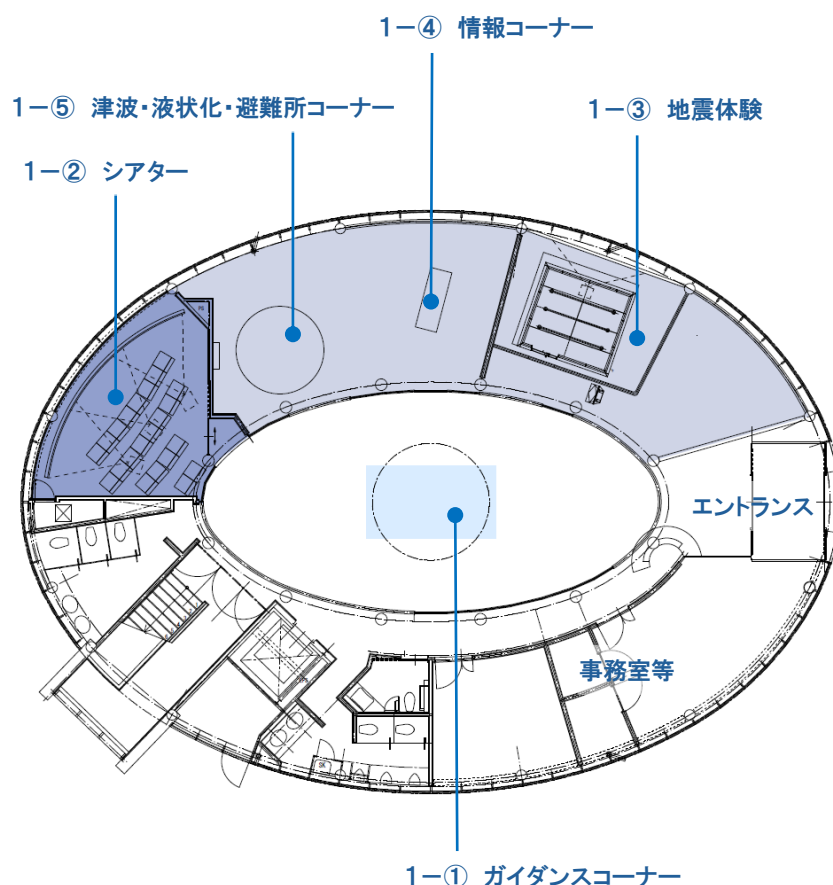 1－④ 情報コーナー
1－⑤ 津波・液状化・避難所コーナー
1－③ 地震体験
1－② シアター
エントランス
事務室等
SK
1－① ガイダンスコーナー